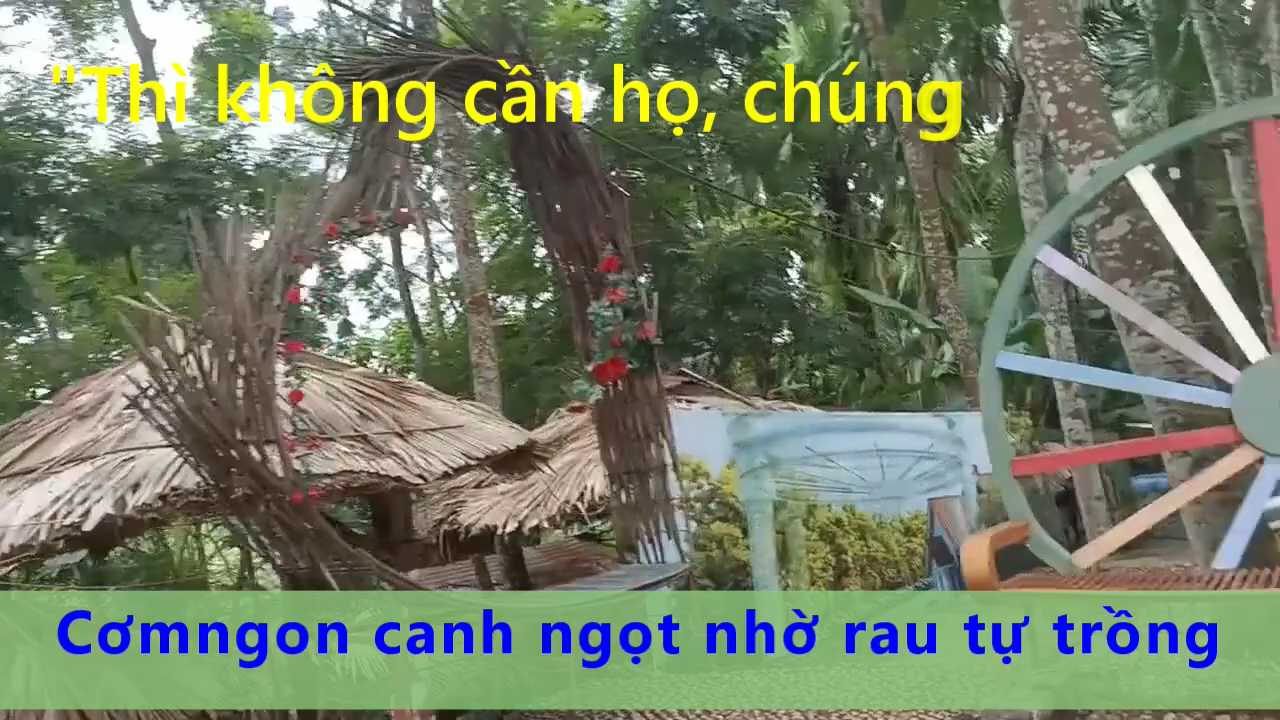 "Thì không cần họ, chúng
Cơmngon canh ngọt nhờ rau tự trồng